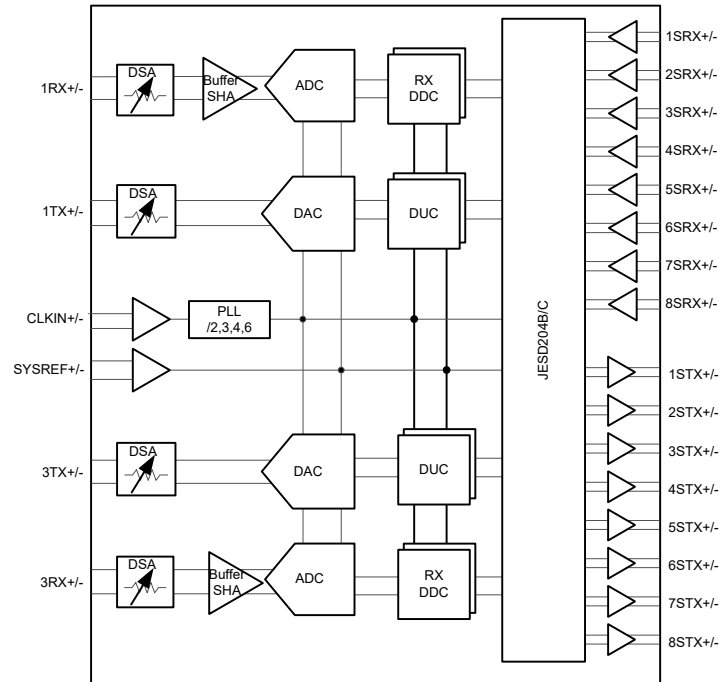 1RX+/-
DSA
Buffer
SHA
ADC
RX
DDC
1TX+/-
DSA
DAC
DUC
CLKIN+/-
PLL
/2,3,4,6
SYSREF+/-
3TX+/-
DSA
DAC
DUC
3RX+/-
DSA
Buffer
SHA
ADC
RX
DDC
JESD204B/C
1SRX+/-
2SRX+/-
3SRX+/-
4SRX+/-
5SRX+/-
6SRX+/-
7SRX+/-
8SRX+/-
1STX+/-
2STX+/-
3STX+/-
4STX+/-
5STX+/-
6STX+/-
7STX+/-
8STX+/-